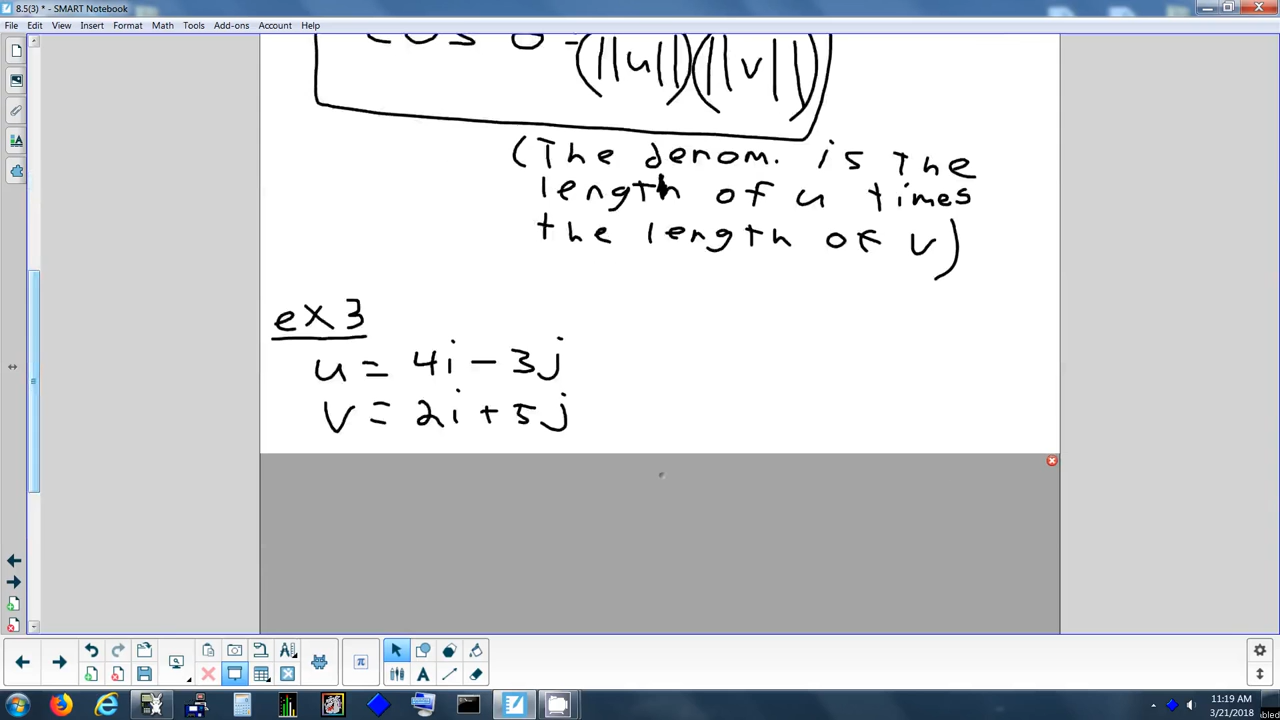 8.5(3) * - SMART Notebook
File Edit View Insert Format Math Tools Add-ons Account Help
cos θ =
(||u||)(||v||)
(The denom. is the
length of u times
the length of v)
ex 3
u = 4i - 3j
v = 2i + 5j
π
A
11:19 AM
3/21/2018